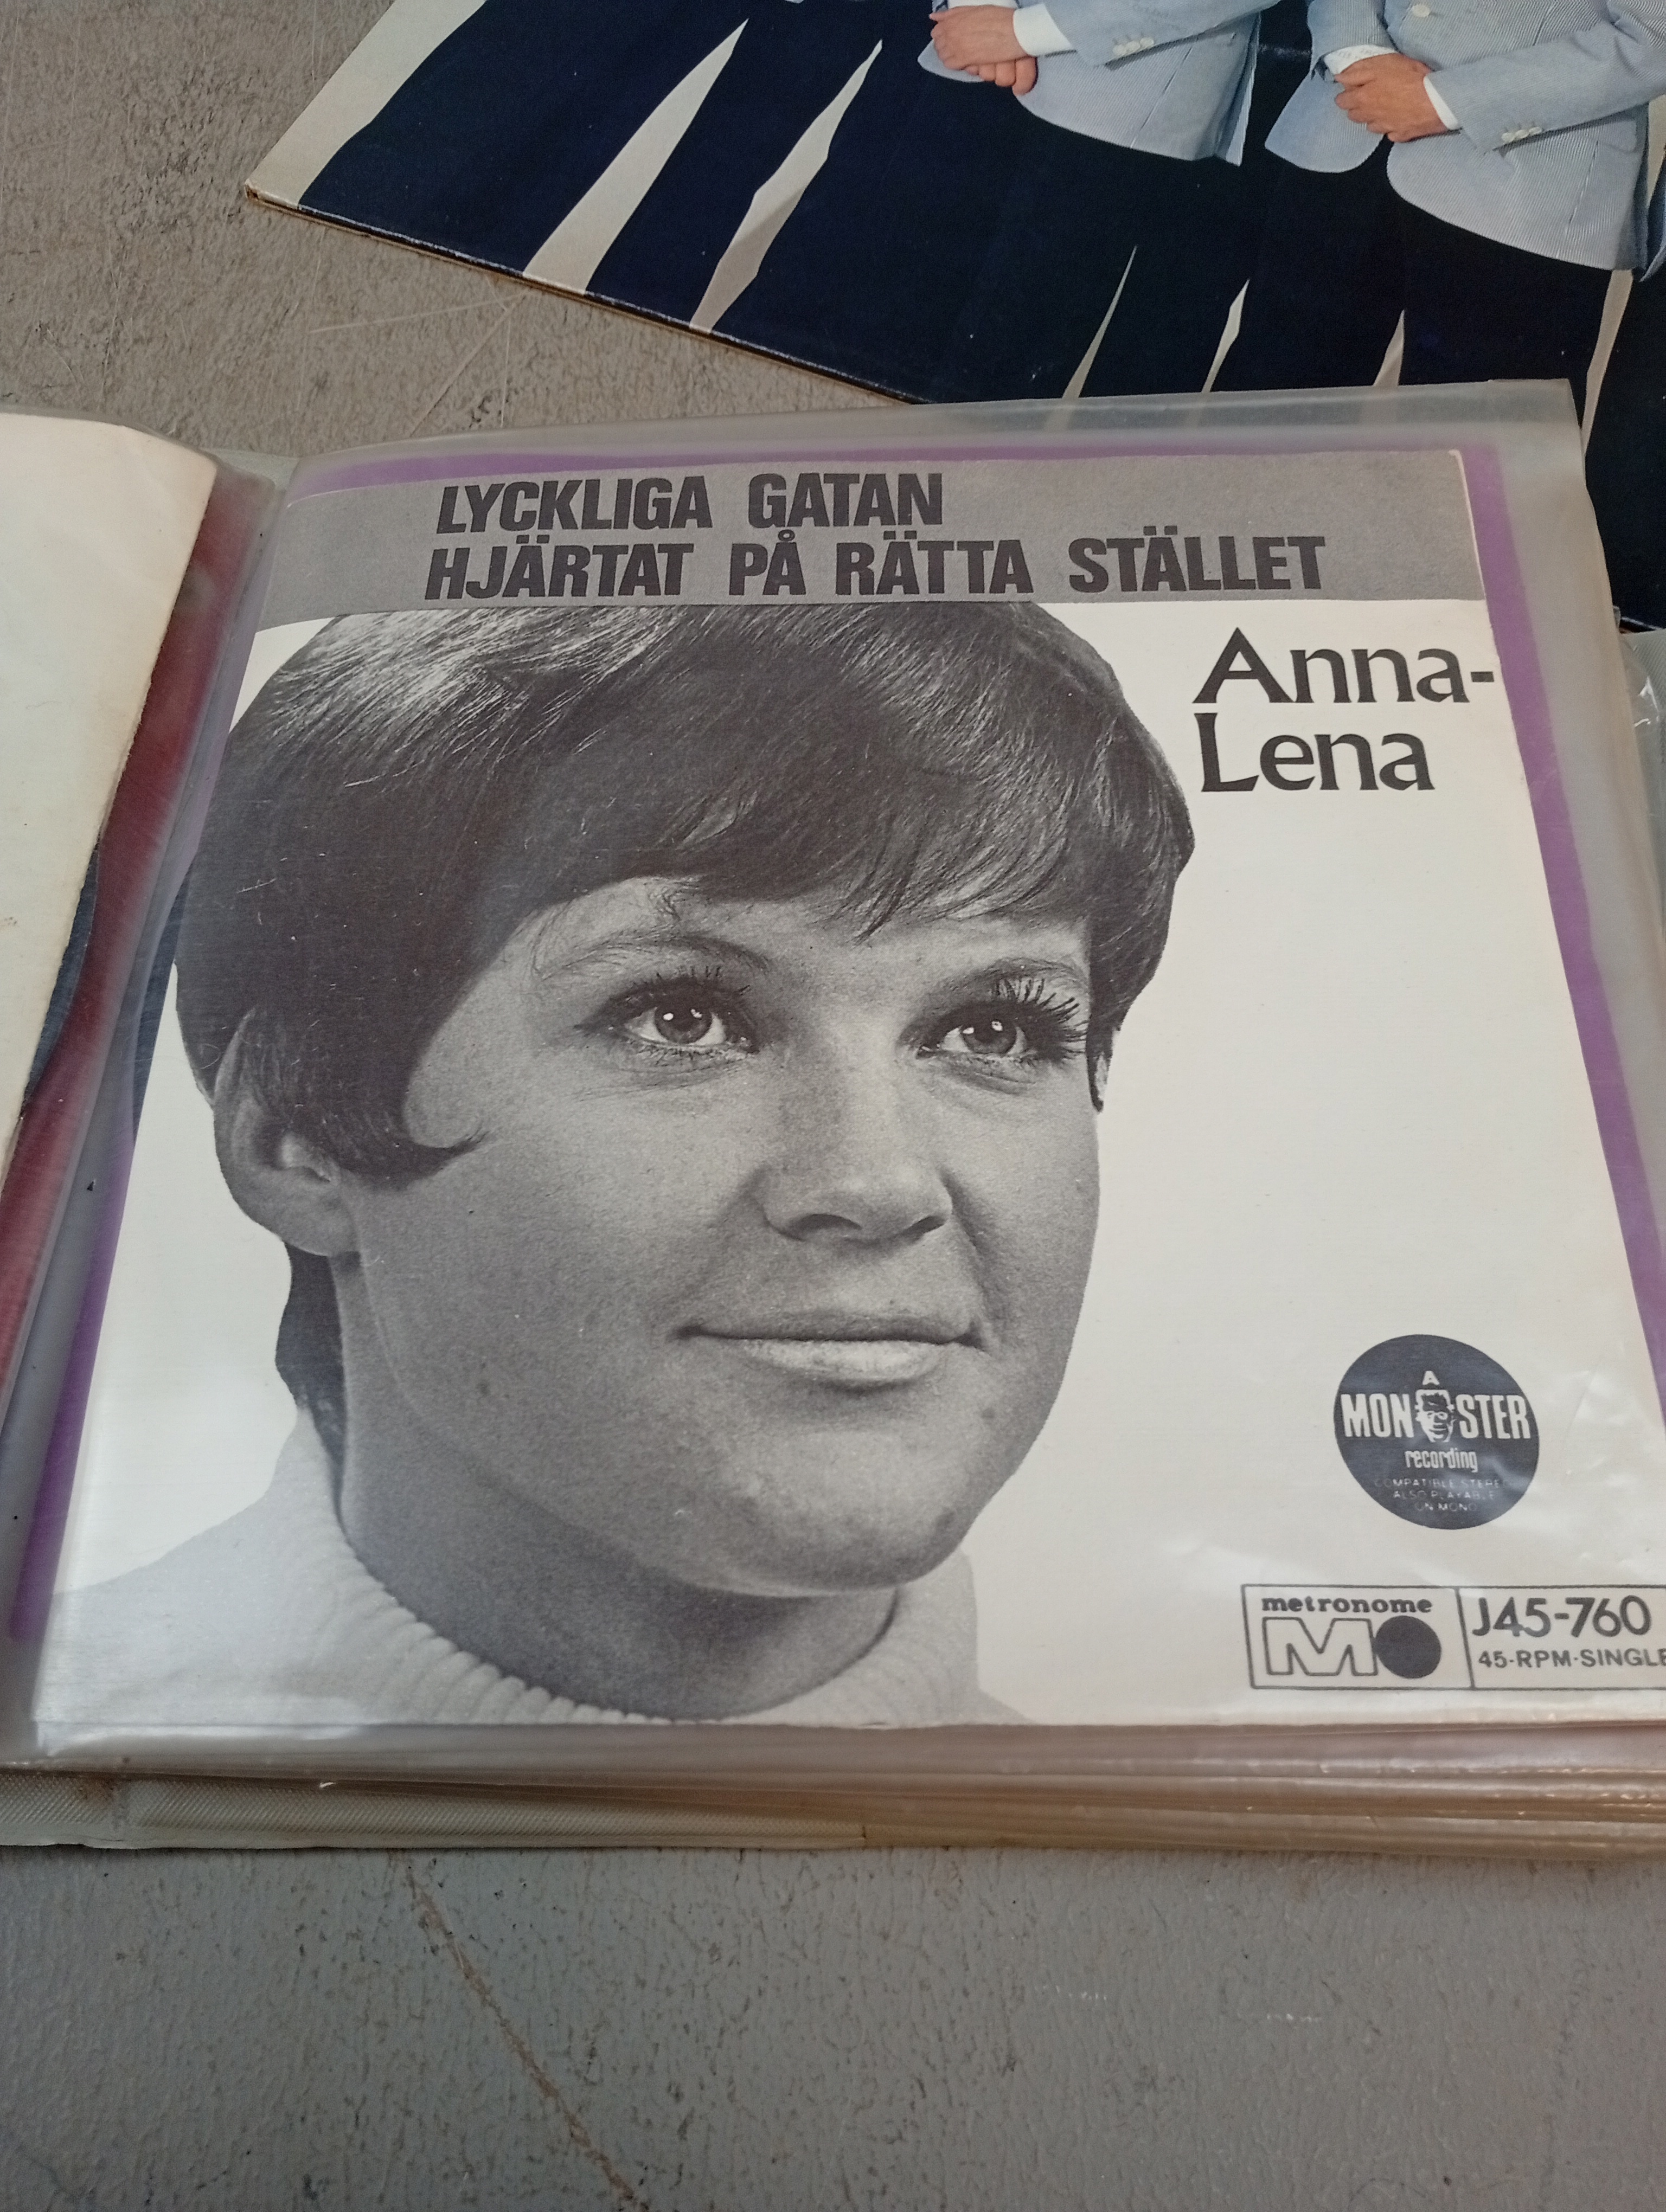 LYCKLIGA GATAN
HJÄRTAT PÅ RÄTTA STÄLLET
Anna-
Lena
A
MONSTER
recording
COMPATIBLE STEREO
ALSO PLAYABLE
ON MONO
metronome
J45-760
45-RPM-SINGLE